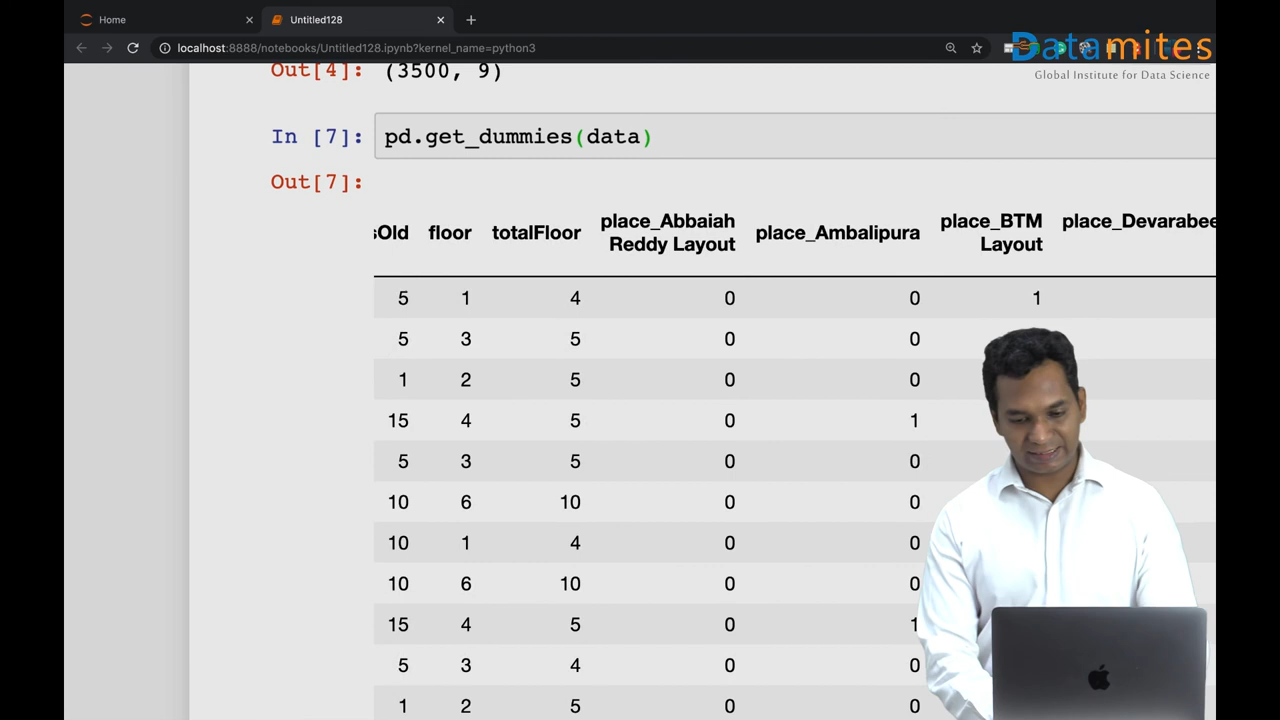 Home
Untitled128
localhost:8888/notebooks/Untitled128.ipynb?kernel_name=python3
Datamites
Global Institute for Data Science
Out[4]: (3500, 9)
In [7]: pd.get_dummies(data)
Out[7]:
sOld floor totalFloor place_Abbaiah Reddy Layout place_Ambalipura place_BTM Layout place_Devarabee
5 1 4 0 0 1
5 3 5 0 0
1 2 5 0 0
15 4 5 0 1
5 3 5 0 0
10 6 10 0 0
10 1 4 0 0
10 6 10 0 0
15 4 5 0 1
5 3 4 0 0
1 2 5 0 0